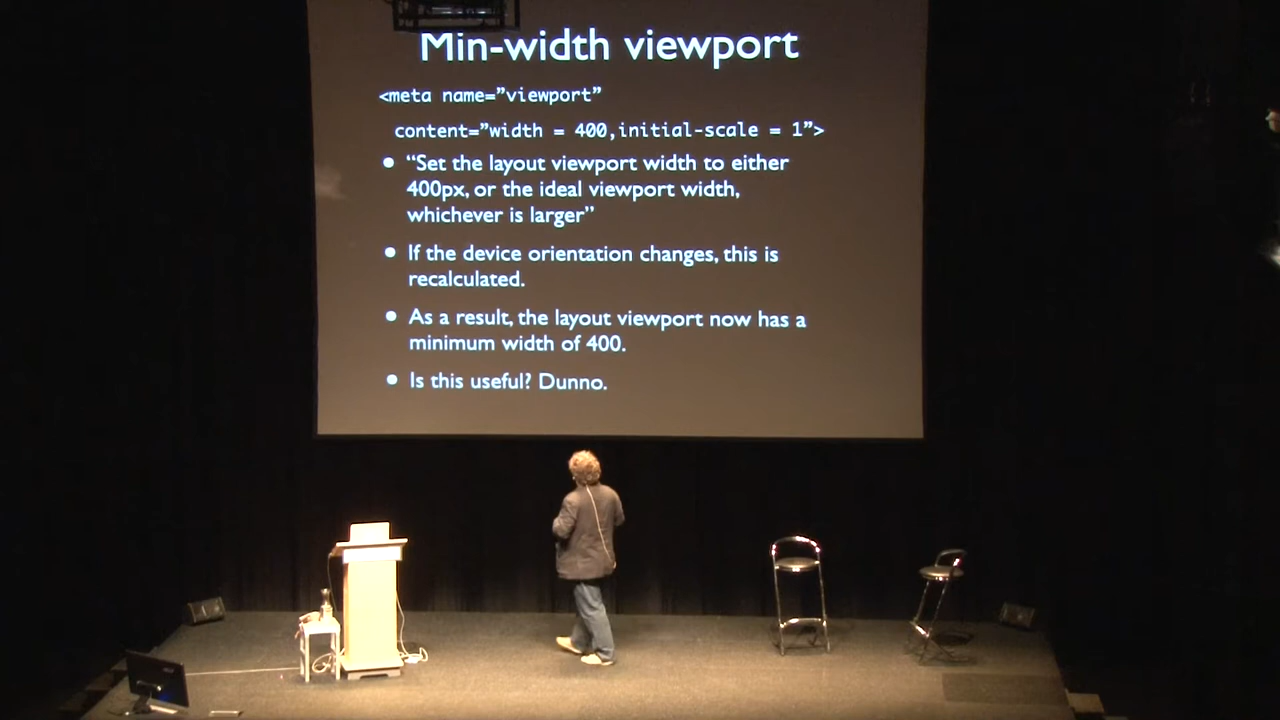 Min-width viewport
<meta name=”viewport”
content=”width = 400,initial-scale = 1”>
• “Set the layout viewport width to either
400px, or the ideal viewport width,
whichever is larger”
• If the device orientation changes, this is
recalculated.
• As a result, the layout viewport now has a
minimum width of 400.
• Is this useful? Dunno.